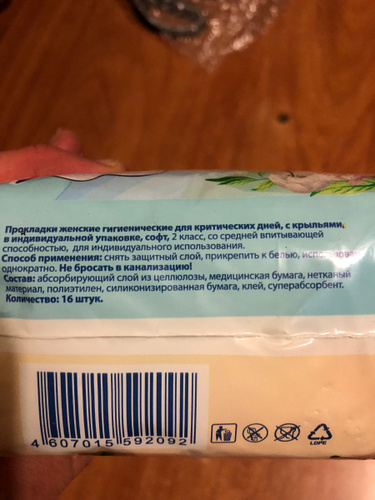 Прокладки женские гигиенические для критических дней, с крыльями,
в индивидуальной упаковке, софт, 2 класс, со средней впитывающей
способностью, для индивидуального использования.
Способ применения: снять защитный слой, прикрепить к белью,
однократно. Не бросать в канализацию!
Состав: абсорбирующий слой из целлюлозы, медицинская бумага, нетканый
материал, полиэтилен, силиконизированная бумага, клей, суперабсорбент.
Количество: 16 штук.
4 607015 592092
LDPE